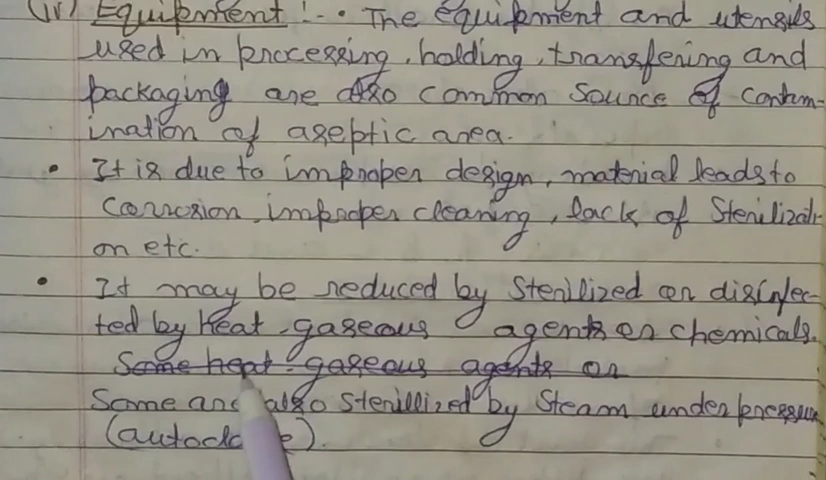 (iv) Equipment :- • The equipment and utensils
used in processing, holding, transfering and
packaging are also common source of contam-
ination of aseptic area.
• It is due to improper design, material leads to
Corrosion, improper cleaning, lack of Sterilizati-
on etc.
• It may be reduced by Sterilized or disinfec-
ted by Heat, gaseous agents or chemicals.
Some heat, gaseous agents or
Some are also Sterillized by Steam under pressure
(autoclave).